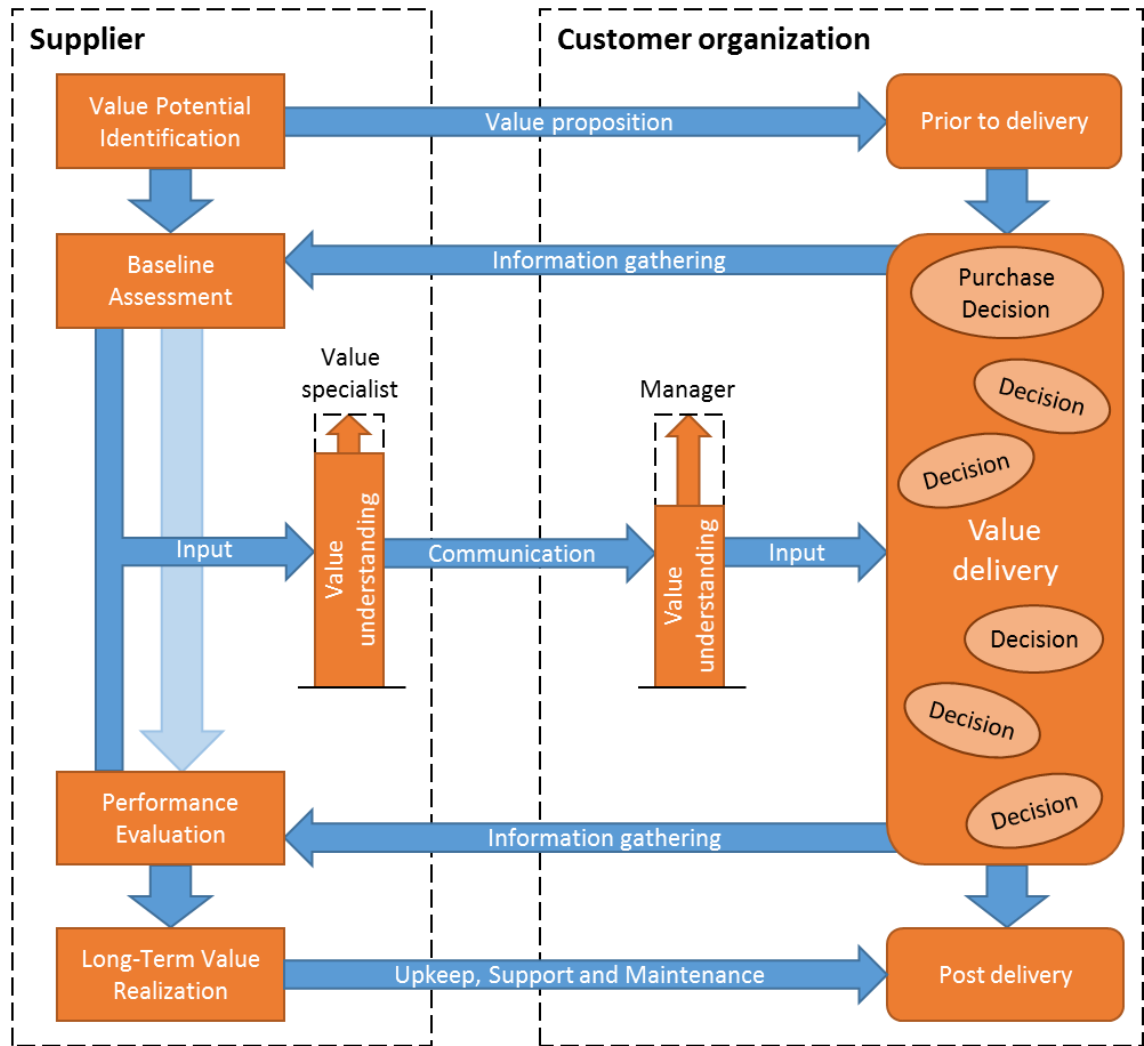 Supplier
Customer organization
Value Potential
Identification
Value proposition
Prior to delivery
Baseline
Assessment
Information gathering
Purchase
Decision
Value
specialist
Manager
Decision
Decision
Input
Value
understanding
Communication
Value
understanding
Input
Value
delivery
Decision
Decision
Decision
Performance
Evaluation
Information gathering
Long-Term Value
Realization
Upkeep, Support and Maintenance
Post delivery